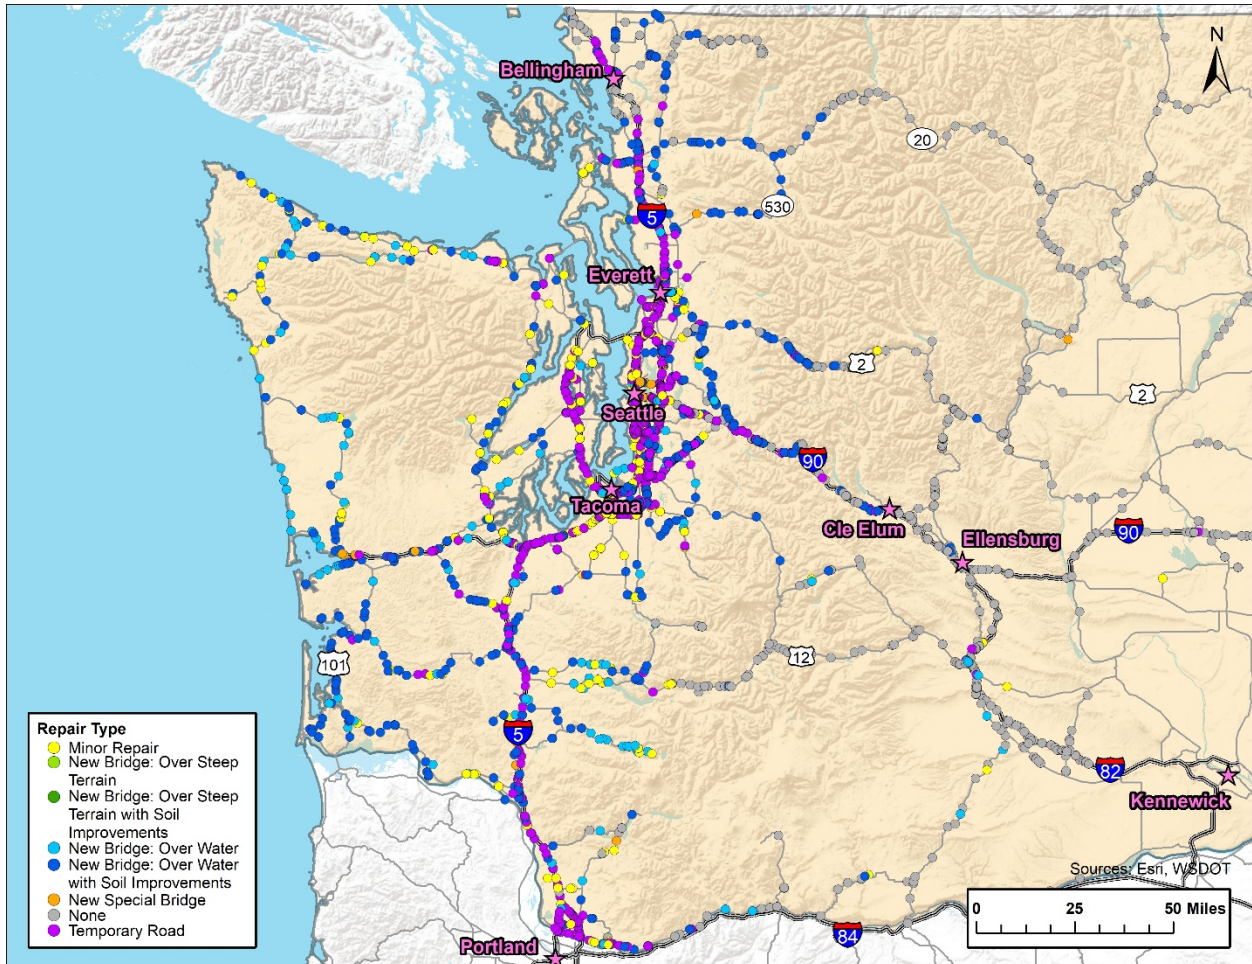 N
Bellingham
20
530
5
Everett
2
2
Seattle
90
Tacoma
Cle Elum
Ellensburg
90
101
12
5
82
Kennewick
Repair Type
Minor Repair
New Bridge: Over Steep
Terrain
New Bridge: Over Steep
Terrain with Soil
Improvements
New Bridge: Over Water
New Bridge: Over Water
with Soil Improvements
New Special Bridge
None
Temporary Road
Sources: Esri, WSDOT
0 25 50 Miles
84
Portland